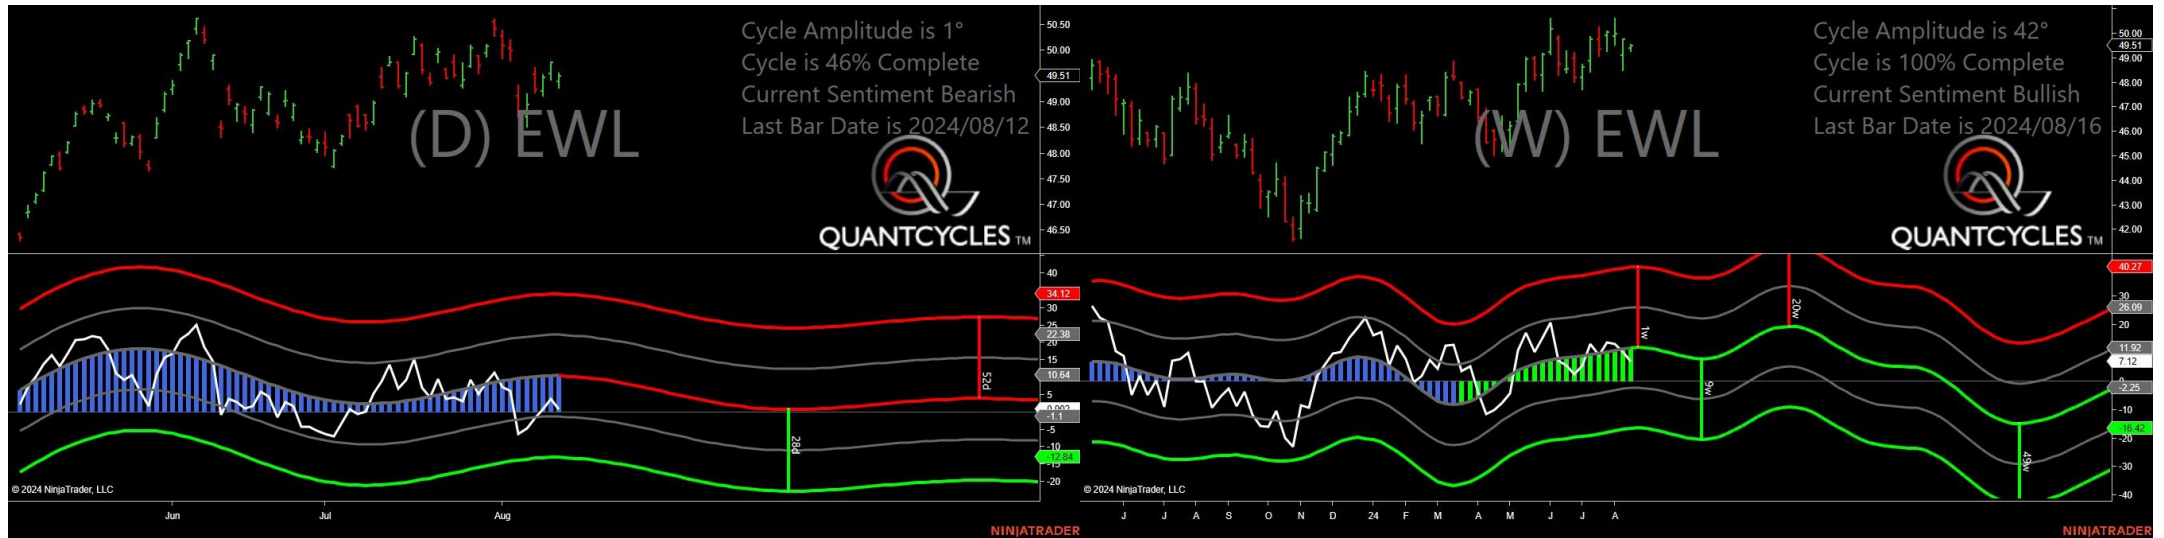 Cycle Amplitude is 1°
Cycle is 46% Complete
Current Sentiment Bearish
Last Bar Date is 2024/08/12
(D) EWL
QUANTCYCLES TM
50.50
50.00
49.51
49.00
48.50
48.00
47.50
47.00
46.50
40
34.12
30
25
22.38
20
15
10.64
5
-1.1
-5
-10
-12.84
-15
-20
52d
28d
© 2024 NinjaTrader, LLC
Jun Jul Aug
NINJATRADER
Cycle Amplitude is 42°
Cycle is 100% Complete
Current Sentiment Bullish
Last Bar Date is 2024/08/16
(W) EWL
QUANTCYCLES TM
50.00
49.51
49.00
48.00
47.00
46.00
45.00
44.00
43.00
42.00
40.27
30
26.09
20
11.92
7.12
-2.25
-10
-16.42
-20
-30
-40
1w
20w
9w
49w
© 2024 NinjaTrader, LLC
J J A S O N D 24 F M A M J J A
NINJATRADER